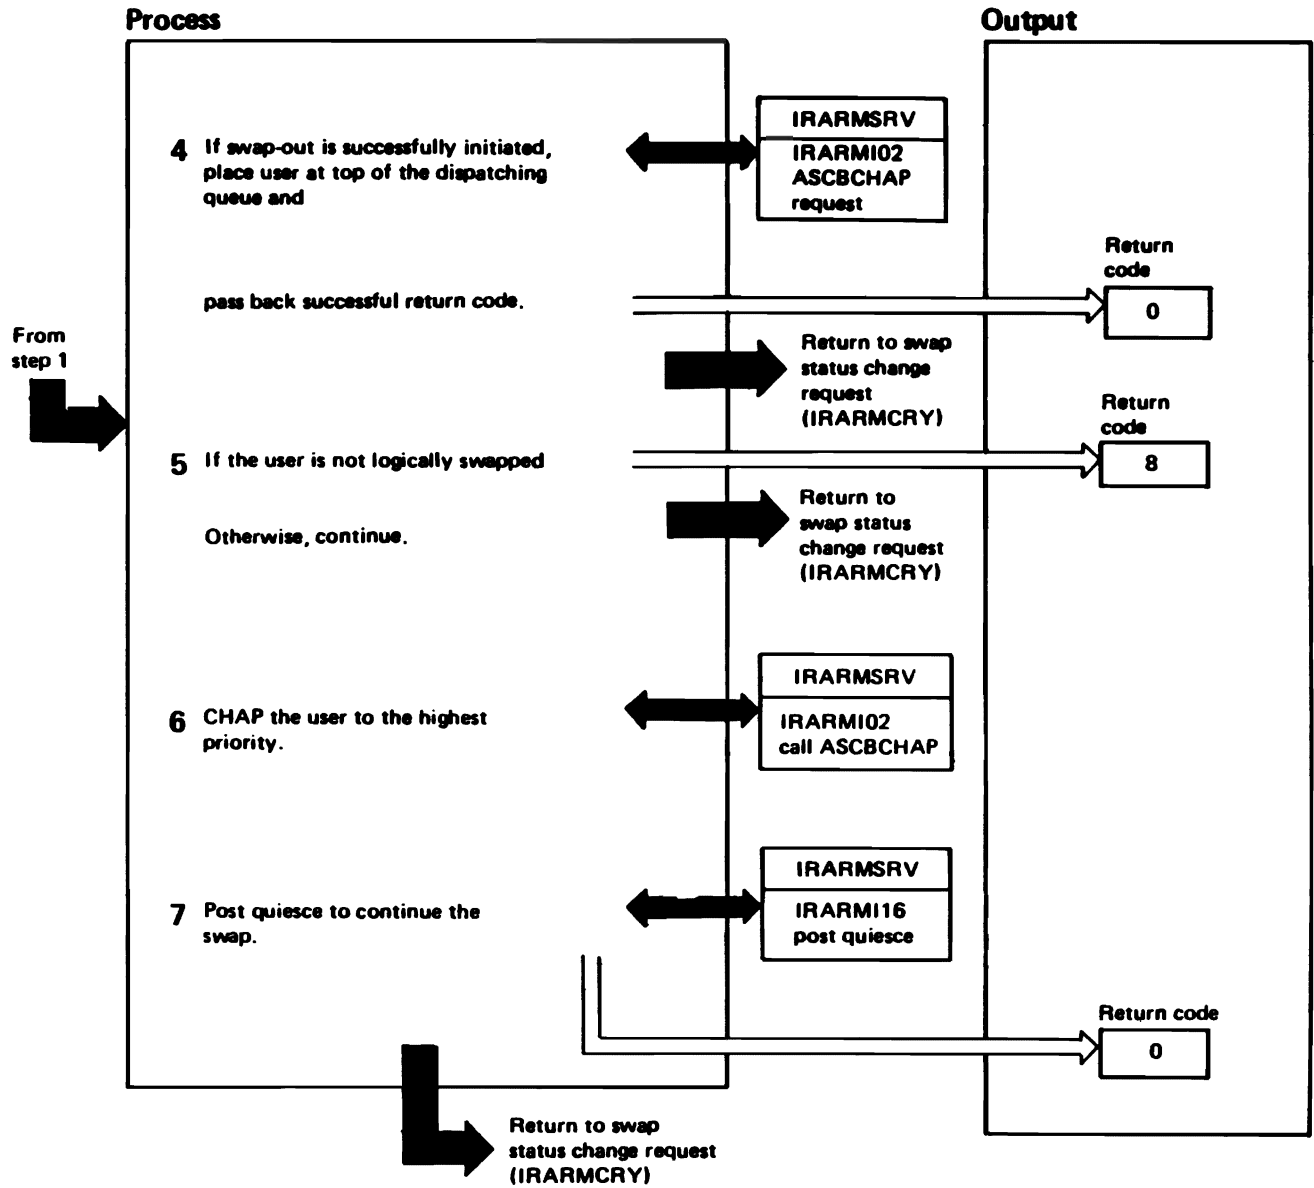 Process
Output
4 If swap-out is successfully initiated,
place user at top of the dispatching
queue and
IRARMSRV
IRARMI02
ASCBCHAP
request
pass back successful return code.
Return
code
0
From
step 1
Return to swap
status change
request
(IRARMCRY)
5 If the user is not logically swapped
Return
code
8
Otherwise, continue.
Return to
swap status
change request
(IRARMCRY)
6 CHAP the user to the highest
priority.
IRARMSRV
IRARMI02
call ASCBCHAP
7 Post quiesce to continue the
swap.
IRARMSRV
IRARMI16
post quiesce
Return code
0
Return to swap
status change request
(IRARMCRY)